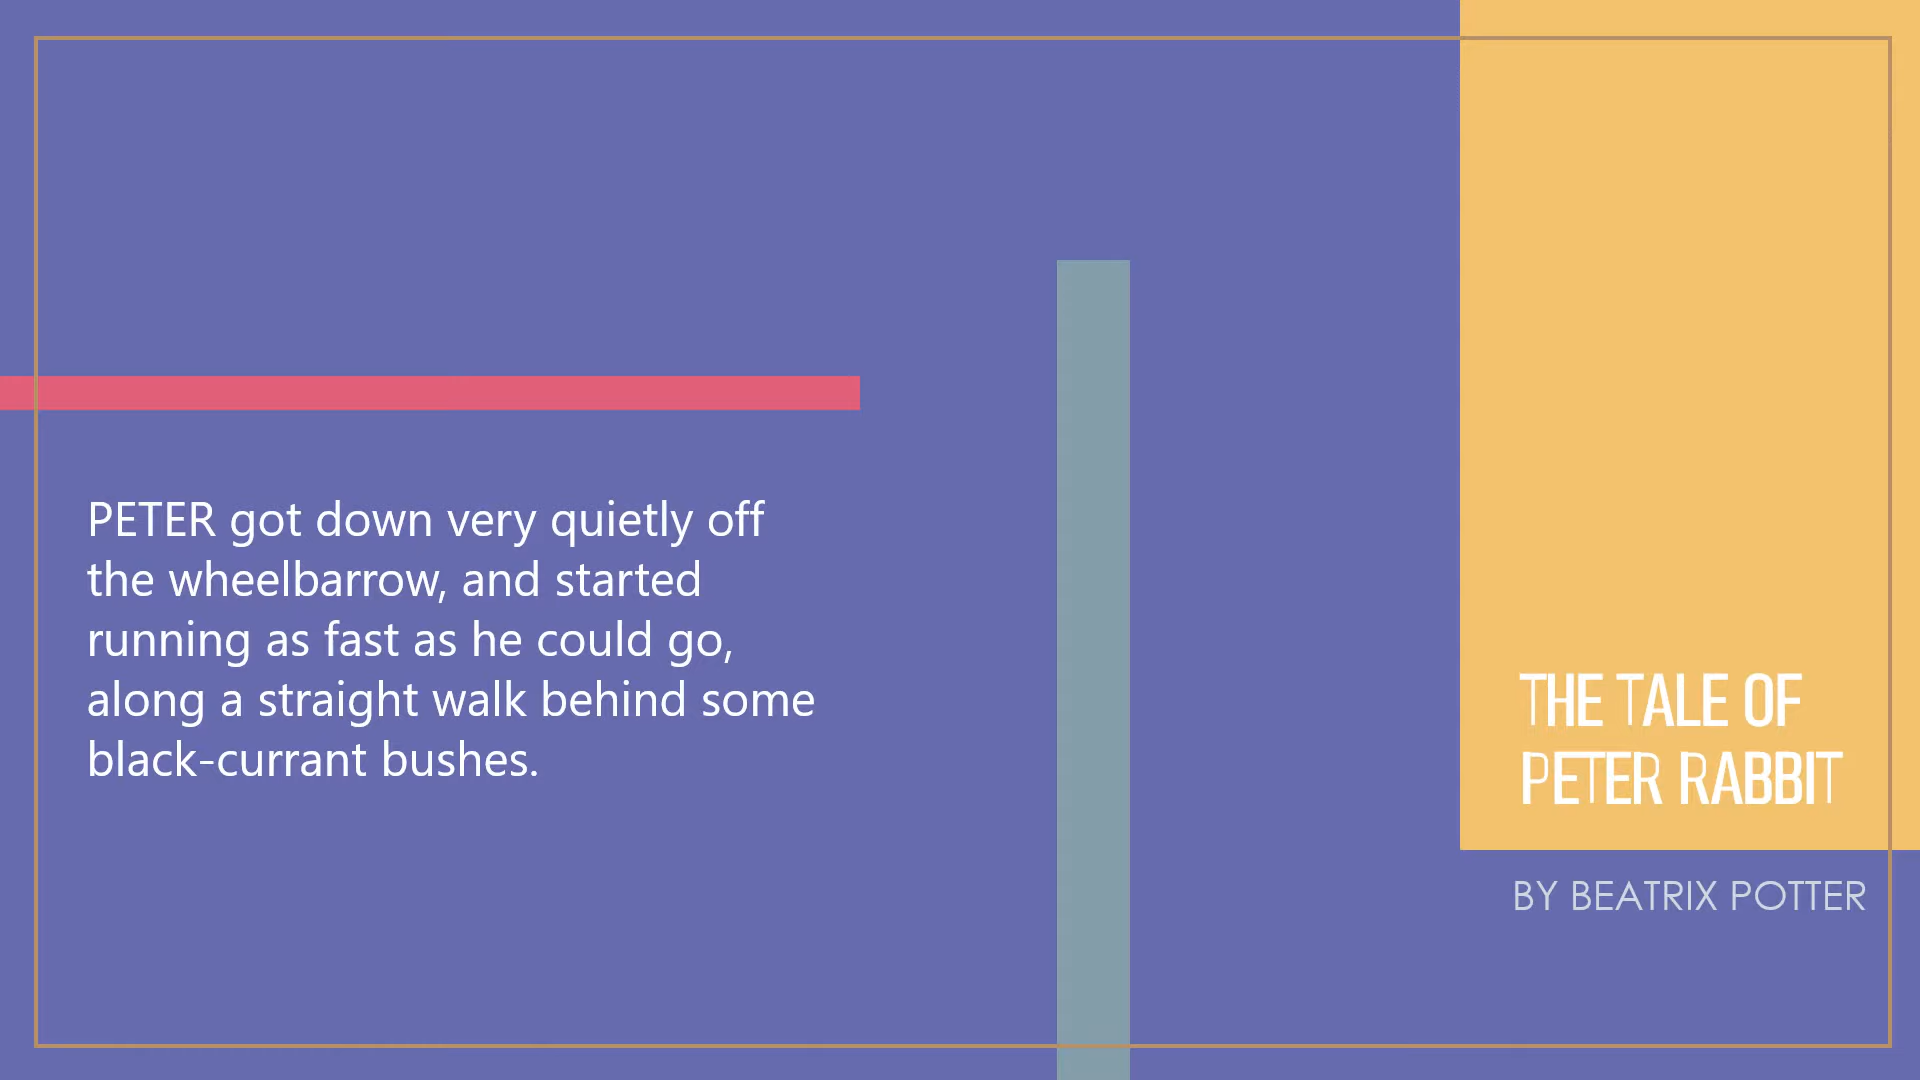 PETER got down very quietly off
the wheelbarrow, and started
running as fast as he could go,
along a straight walk behind some
black-currant bushes.
THE TALE OF
PETER RABBIT
BY BEATRIX POTTER